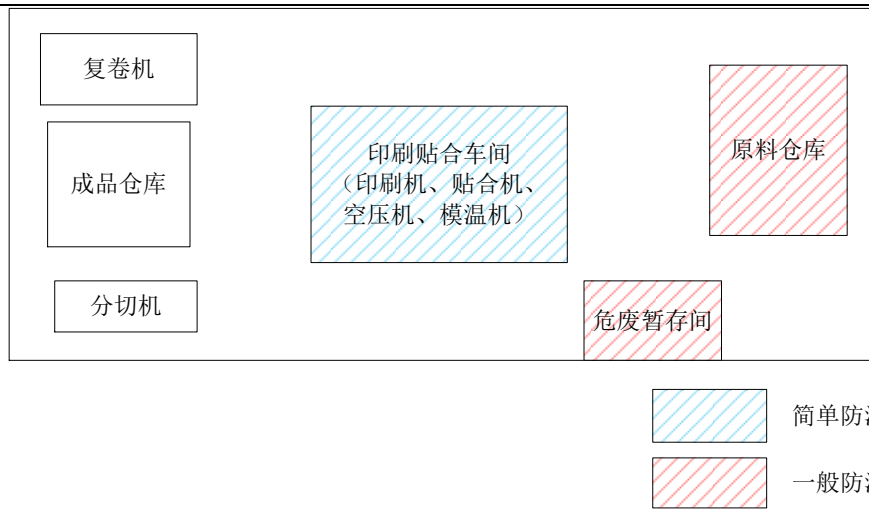 复卷机
成品仓库
分切机
印刷贴合车间
（印刷机、贴合机、
空压机、模温机）
原料仓库
危废暂存间
简单防
一般防